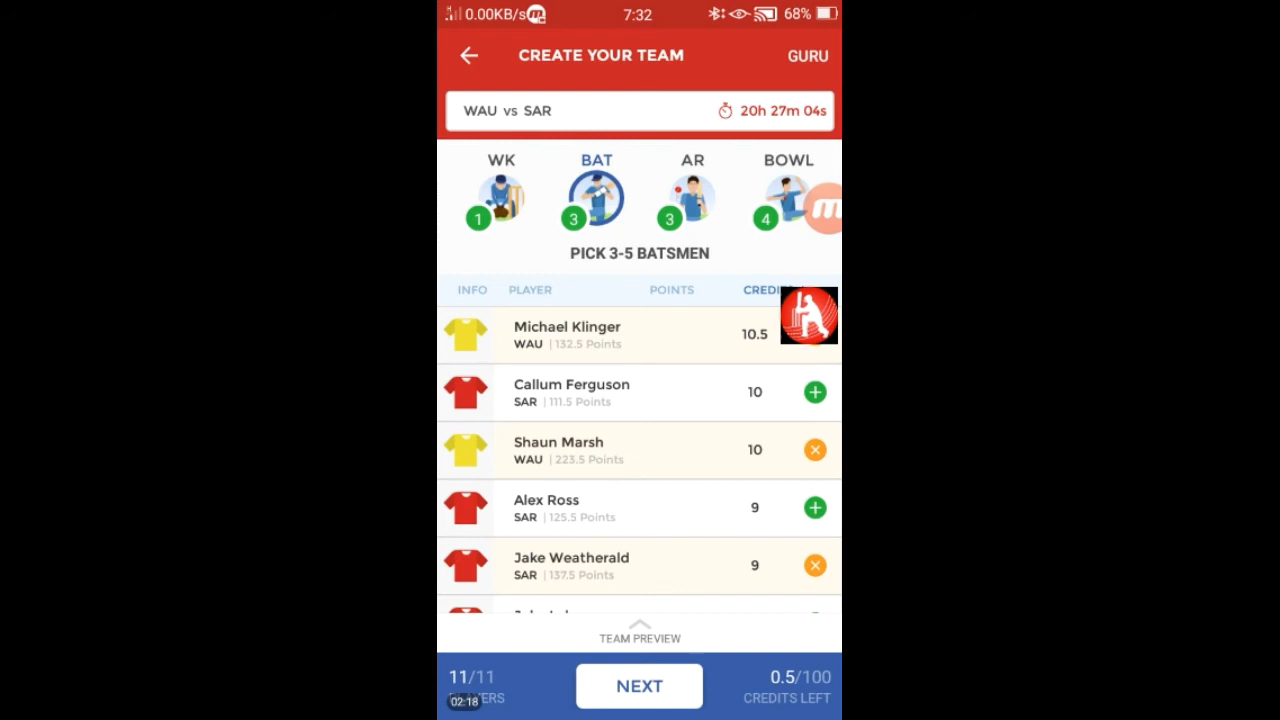 0.00KB/s 7:32 68%
CREATE YOUR TEAM GURU
WAU vs SAR 20h 27m 04s
WK BAT AR BOWL
1 3 3 4
PICK 3-5 BATSMEN
INFO PLAYER POINTS
Michael Klinger 10.5
WAU | 132.5 Points
Callum Ferguson 10
SAR | 111.5 Points
Shaun Marsh 10
WAU | 223.5 Points
Alex Ross 9
SAR | 125.5 Points
Jake Weatherald 9
SAR | 137.5 Points
TEAM PREVIEW
11/11 NEXT 0.5/100
02:18 CREDITS LEFT